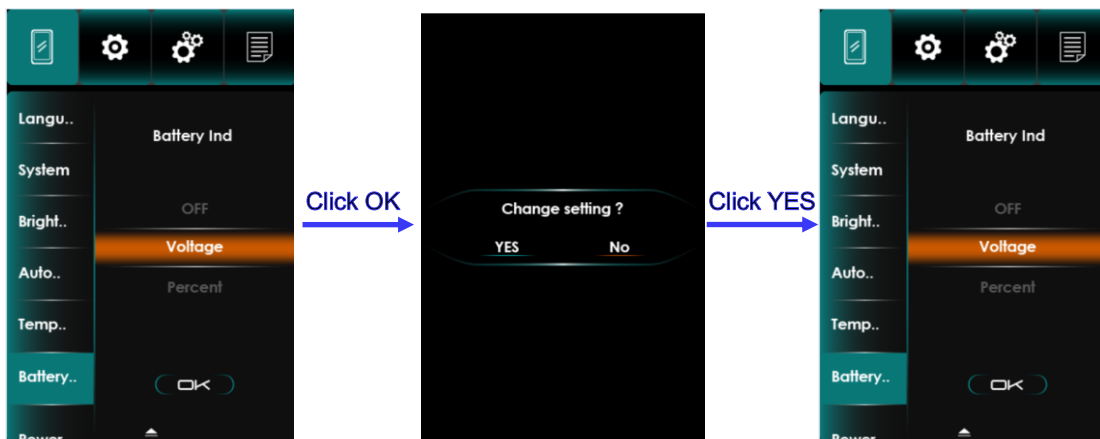 Langu..
System
Bright..
Auto..
Temp..
Battery..
Battery Ind
OFF
Voltage
Percent
OK
Click OK
Change setting ?
YES No
Click YES
Langu..
System
Bright..
Auto..
Temp..
Battery..
Battery Ind
OFF
Voltage
Percent
OK